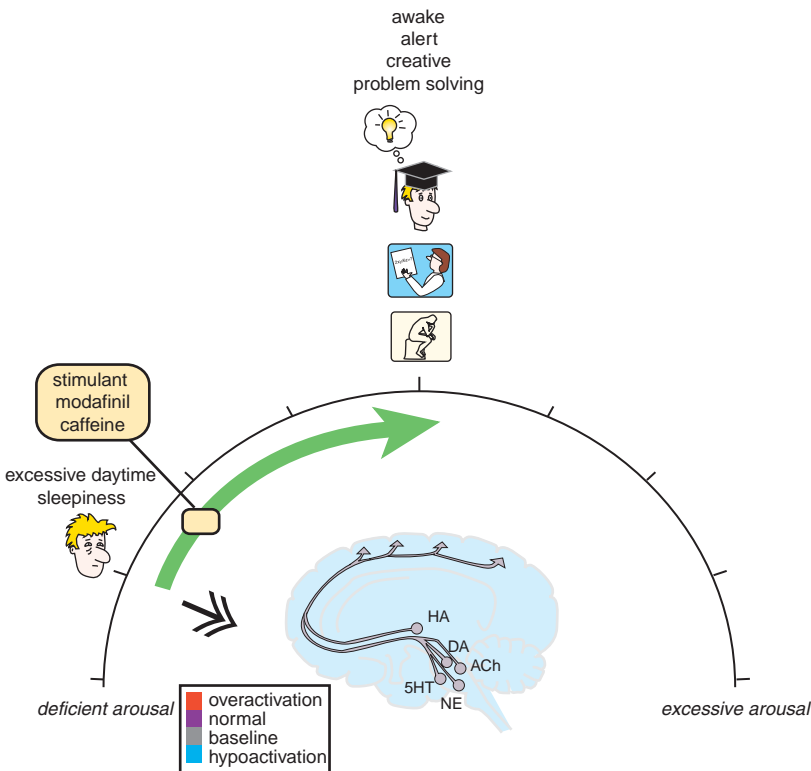 awake
alert
creative
problem solving
stimulant
modafinil
caffeine
excessive daytime
sleepiness
HA
DA
ACh
5HT
NE
deficient arousal
excessive arousal
overactivation
normal
baseline
hypoactivation